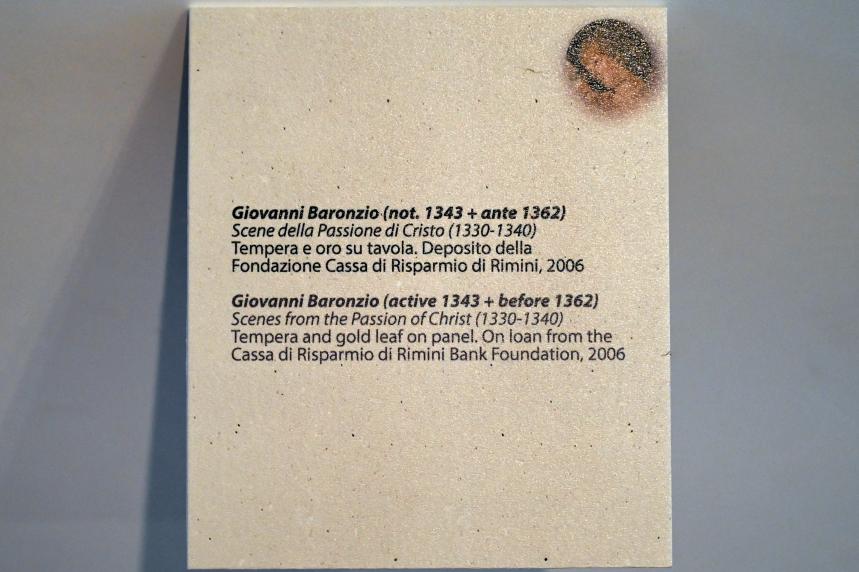 Giovanni Baronzio (not. 1343 + ante 1362)
Scene della Passione di Cristo (1330-1340)
Tempera e oro su tavola. Deposito della
Fondazione Cassa di Risparmio di Rimini, 2006
Giovanni Baronzio (active 1343 + before 1362)
Scenes from the Passion of Christ (1330-1340)
Tempera and gold leaf on panel. On loan from the
Cassa di Risparmio di Rimini Bank Foundation, 2006